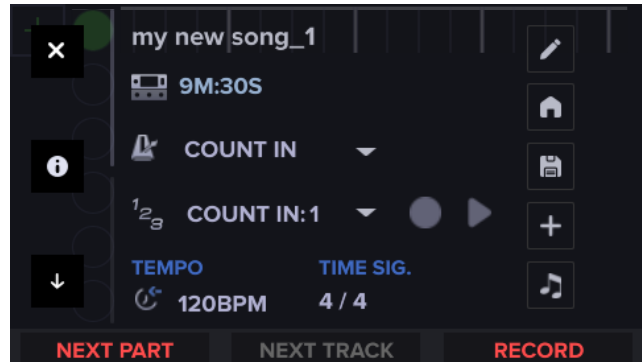 my new song_1
9M:30S
COUNT IN
COUNT IN: 1
TEMPO TIME SIG.
120BPM 4 / 4
NEXT PART NEXT TRACK RECORD